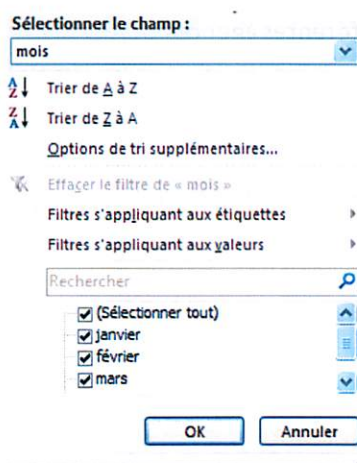 Sélectionner le champ :
mois
Trier de A à Z
Trier de Z à A
Options de tri supplémentaires...
Effacer le filtre de « mois »
Filtres s'appliquant aux étiquettes
Filtres s'appliquant aux valeurs
Rechercher
(Sélectionner tout)
janvier
février
mars
OK Annuler